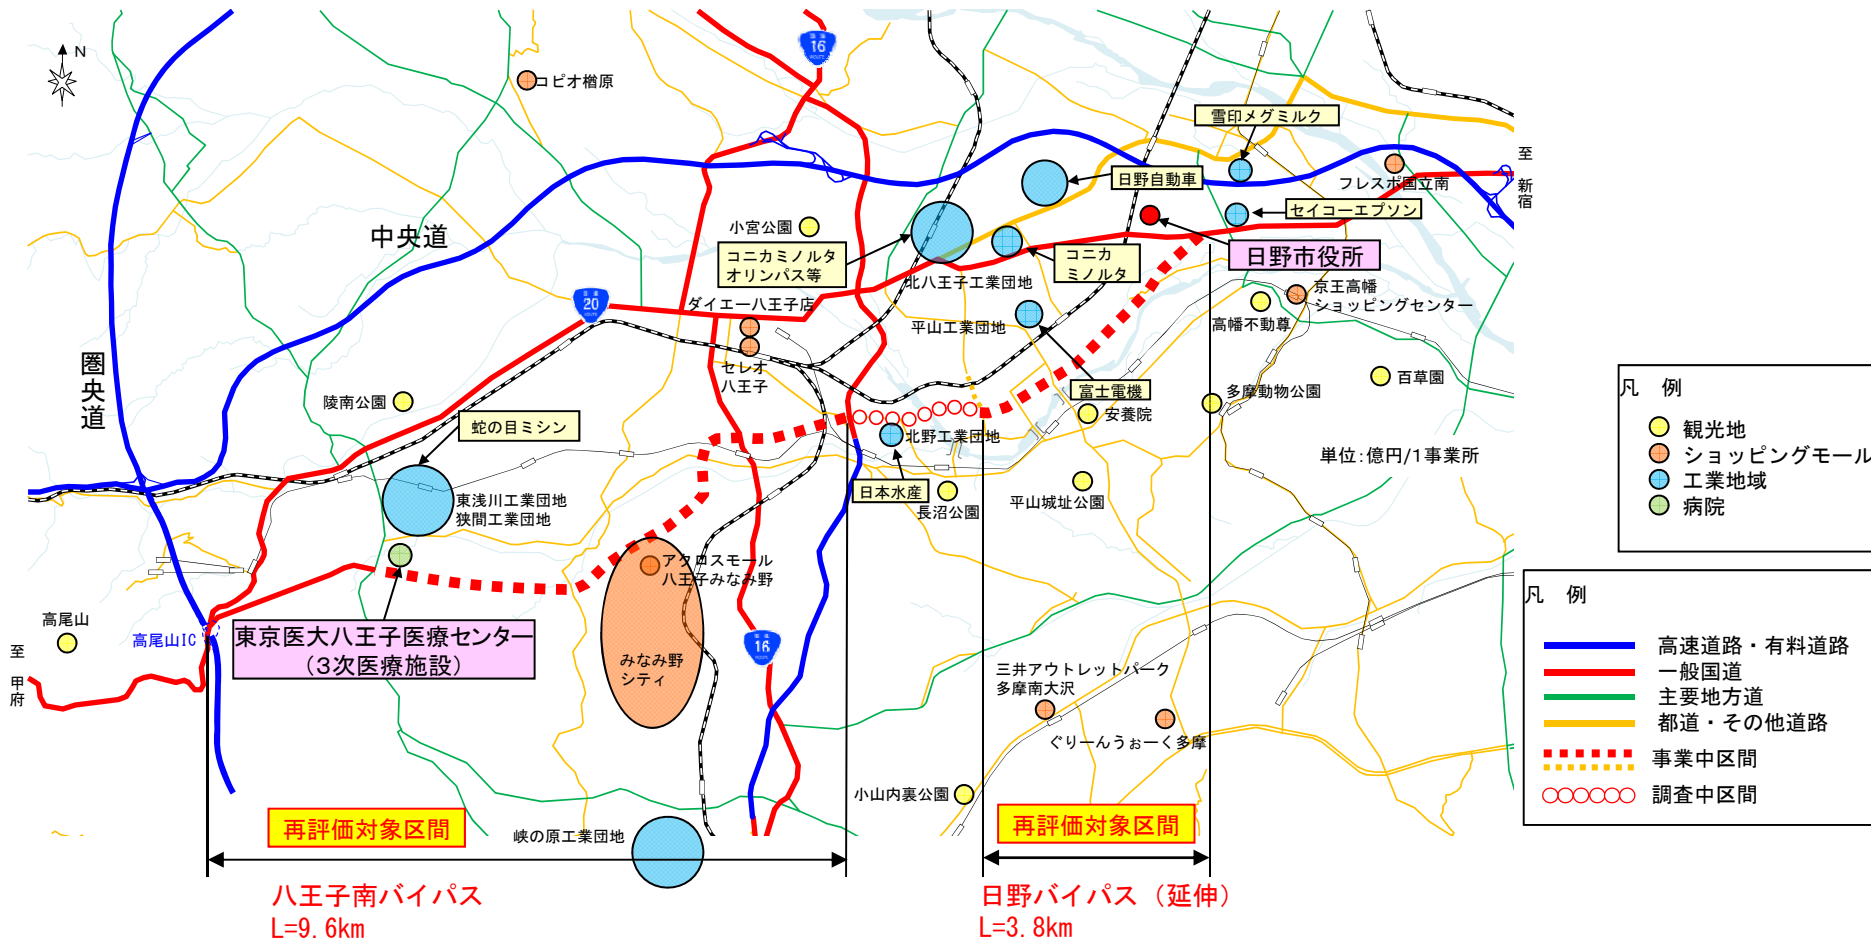 N
国道
16
ROUTE
コピオ楢原
雪印メグミルク
至
新
宿
日野自動車
フレスポ国立南
セイコーエプソン
小宮公園
中央道
コニカミノルタ
オリンパス等
コニカ
ミノルタ
日野市役所
北八王子工業団地
国道
20
ROUTE
ダイエー八王子店
京王高幡
ショッピングセンター
高幡不動尊
平山工業団地
圏
央
道
セレオ
八王子
富士電機
多摩動物公園
百草園
陵南公園
蛇の目ミシン
北野工業団地
安養院
単位:億円/1事業所
日本水産
長沼公園
平山城址公園
東浅川工業団地
狭間工業団地
アクロスモール
八王子みなみ野
高尾山
高尾山IC
至
甲
府
東京医大八王子医療センター
(3次医療施設)
国道
16
ROUTE
みなみ野
シティ
三井アウトレットパーク
多摩南大沢
ぐりーんうぉーく多摩
小山内裏公園
峡の原工業団地
再評価対象区間
再評価対象区間
八王子南バイパス
L=9.6km
日野バイパス(延伸)
L=3.8km
凡 例
観光地
ショッピングモール
工業地域
病院
凡 例
高速道路・有料道路
一般国道
主要地方道
都道・その他道路
事業中区間
調査中区間